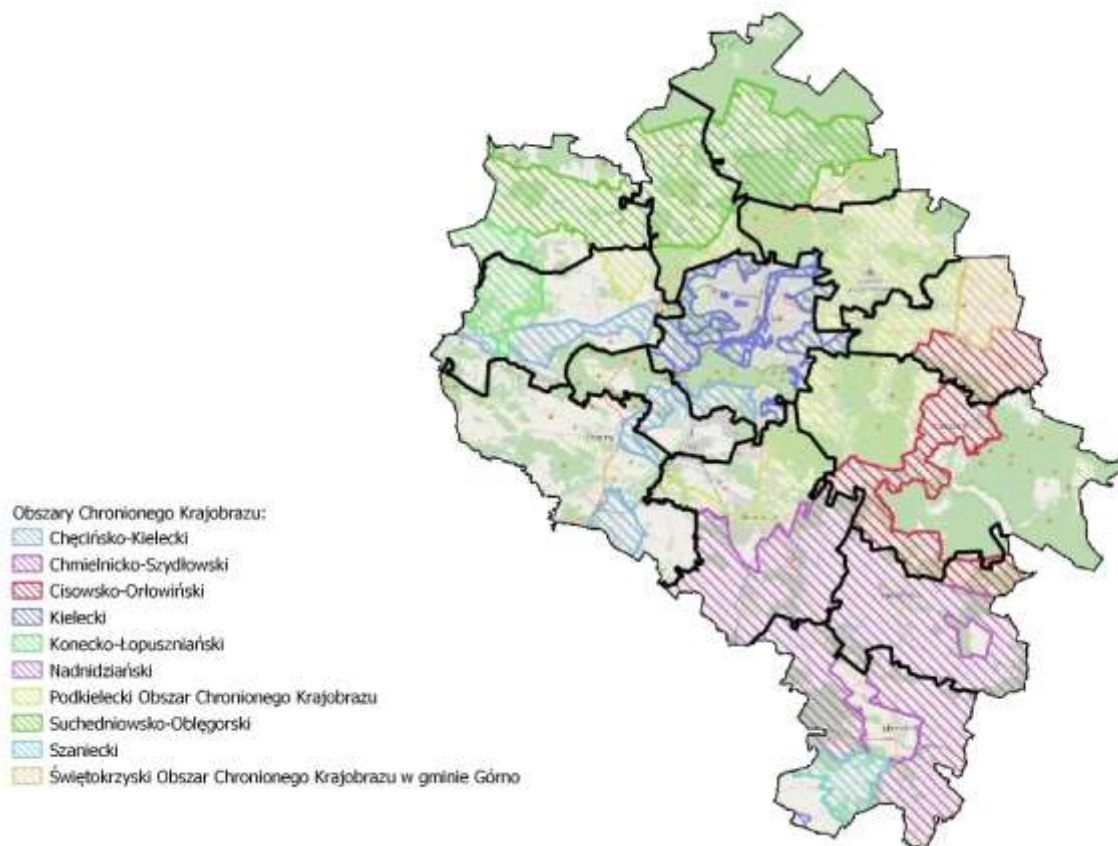 Obszary Chronionego Krajobrazu:
Chęcińsko-Kielecki
Chmielnicko-Szydłowski
Cisowsko-Orłowiński
Kielecki
Konecko-Łopuszniański
Nadnidziański
Podkielecki Obszar Chronionego Krajobrazu
Suchedniowsko-Oblęgorski
Szaniecki
Świętokrzyski Obszar Chronionego Krajobrazu w gminie Górno